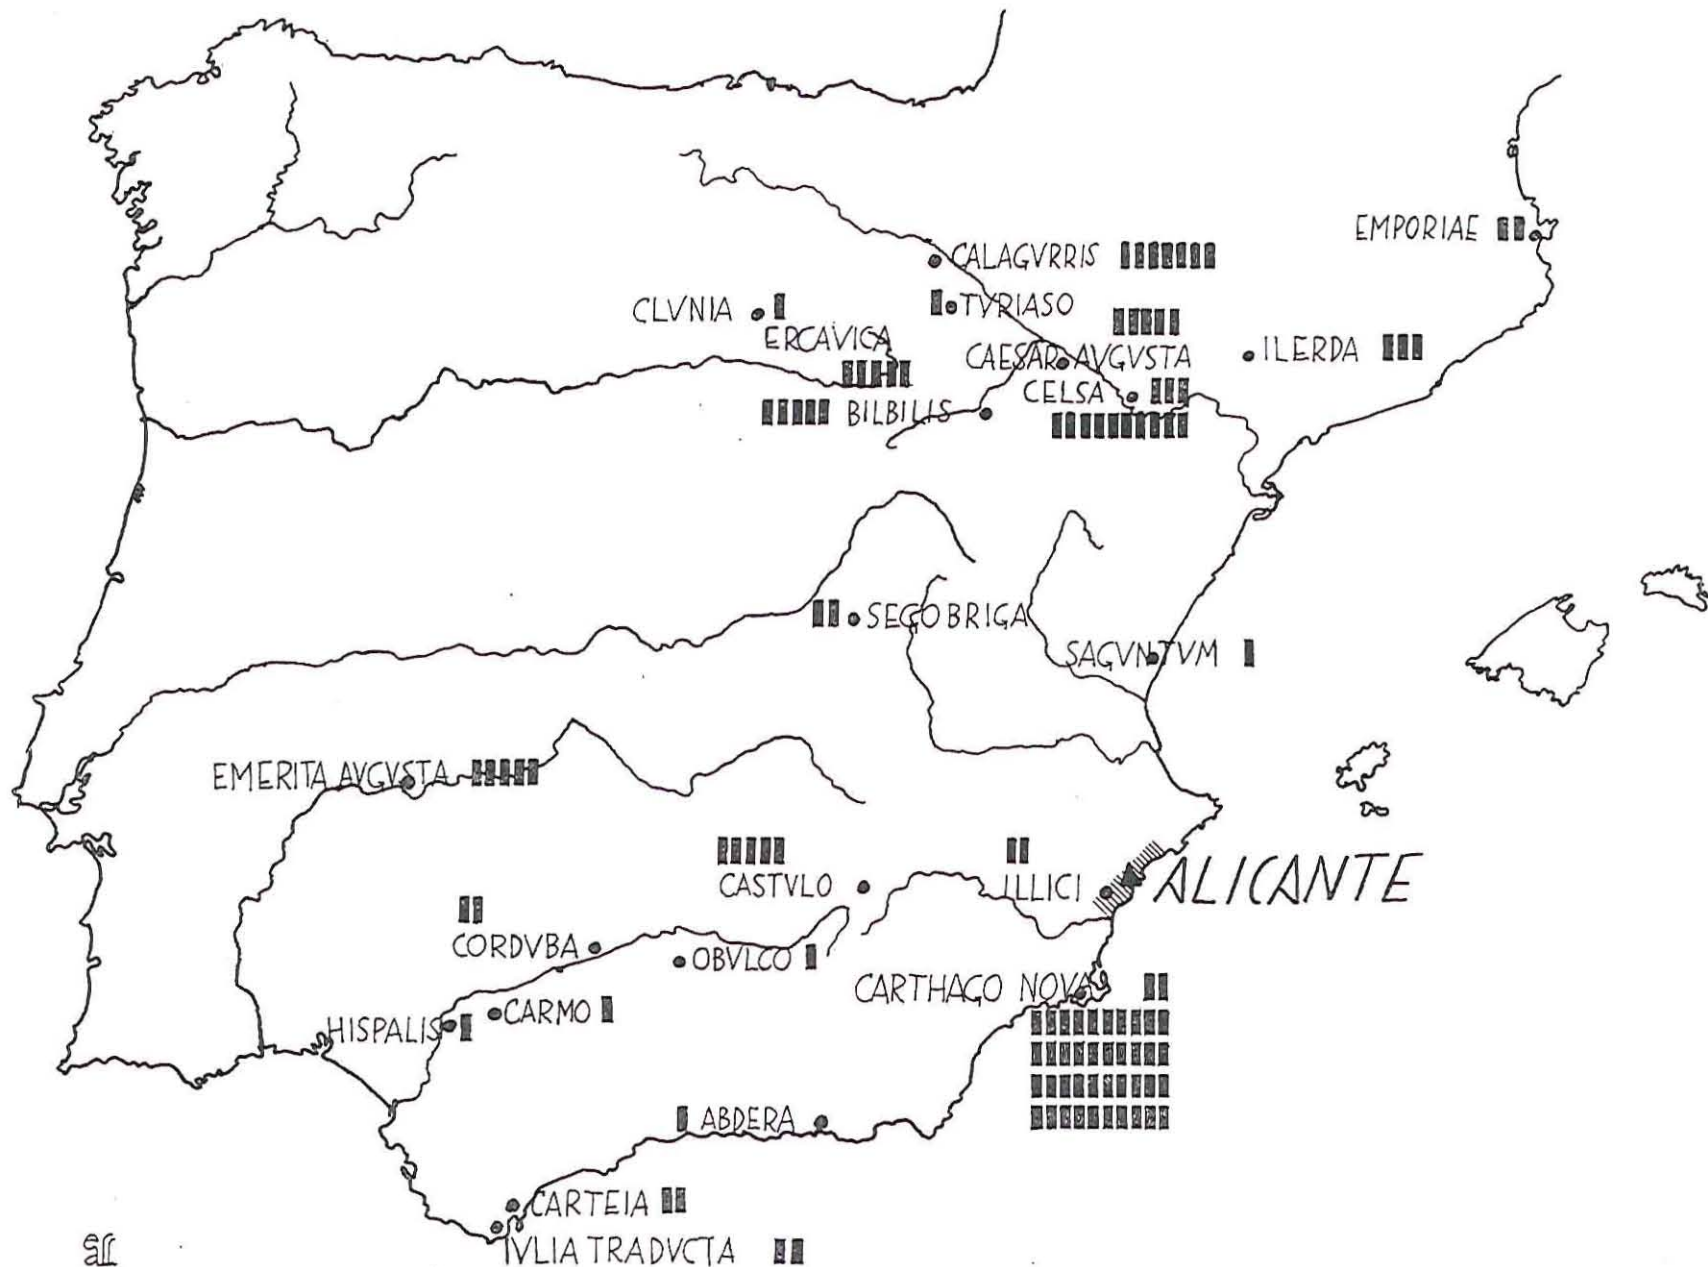 EMPORIAE
CALAGVRRIS
CLVNIA
TVRIASO
ERCAVICA
CAESAR AVGVSTA
ILERDA
CELSA
BILBILIS
SEGOBRIGA
SAGVNTVM
EMERITA AVGVSTA
CASTVLO
ILLICI
ALICANTE
CORDVBA
OBVLCO
CARTHAGO NOVA
CARMO
HISPALIS
ABDERA
CARTEIA
IVLIA TRADVCTA